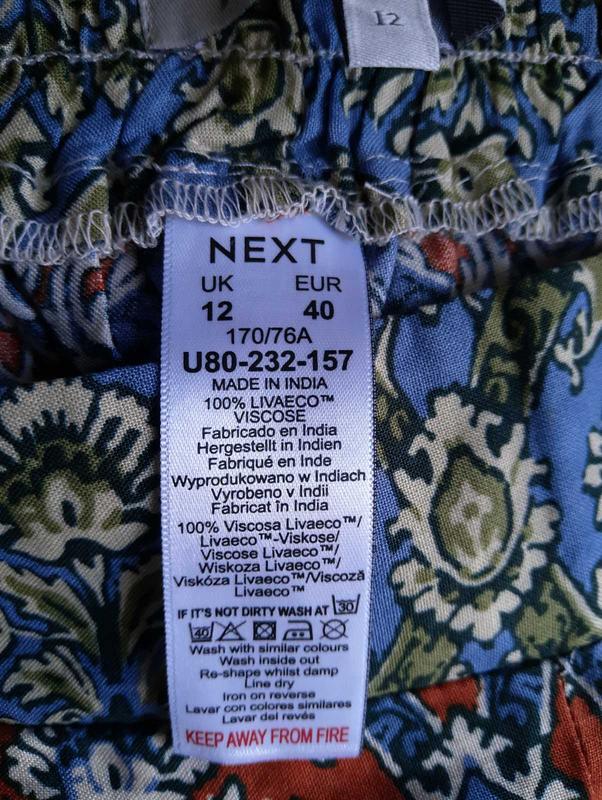 12
NEXT
UK EUR
12 40
170/76A
U80-232-157
MADE IN INDIA
100% LIVAECO™
VISCOSE
Fabricado en India
Hergestellt in Indien
Fabriqué en Inde
Wyprodukowano w Indiach
Vyrobeno v Indii
Fabricat în India
100% Viscosa Livaeco™/
Livaeco™-Viskose/
Viscose Livaeco™/
Wiskoza Livaeco™/
Viskóza Livaeco™/Viscoză
Livaeco™
IF IT'S NOT DIRTY WASH AT 30
40
Wash with similar colours
Wash inside out
Re-shape whilst damp
Line dry
Iron on reverse
Lavar con colores similares
Lavar del revés
KEEP AWAY FROM FIRE